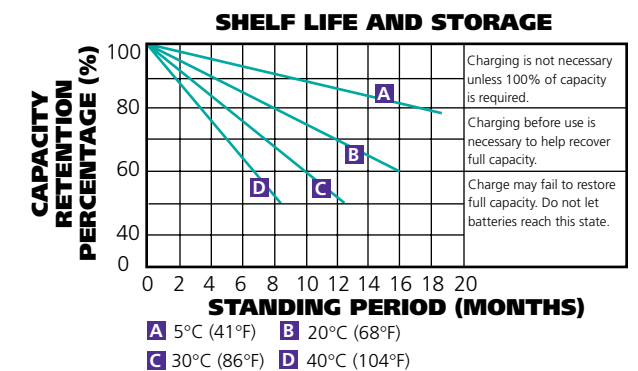 SHELF LIFE AND STORAGE
CAPACITY
RETENTION
PERCENTAGE (%)
100
80
60
40
0
A
B
C
D
Charging is not necessary
unless 100% of capacity
is required.
Charging before use is
necessary to help recover
full capacity.
Charge may fail to restore
full capacity. Do not let
batteries reach this state.
0 2 4 6 8 10 12 14 16 18 20
STANDING PERIOD (MONTHS)
A 5°C (41°F) B 20°C (68°F)
C 30°C (86°F) D 40°C (104°F)